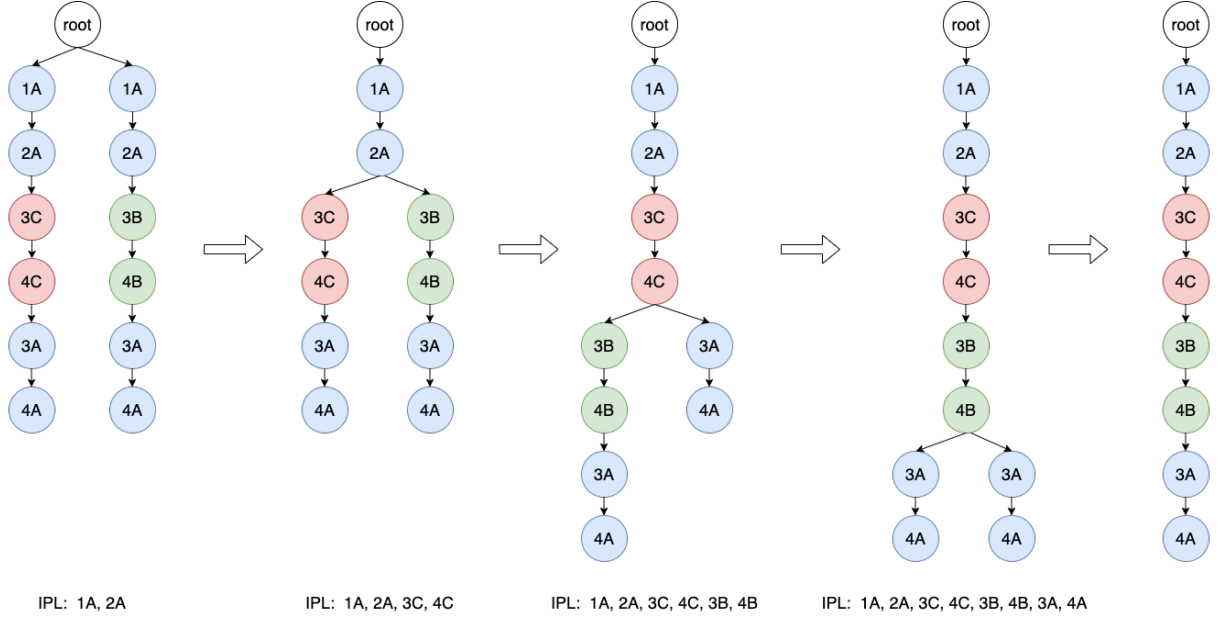 root
1A 1A
2A 2A
3C 3B
4C 4B
3A 3A
4A 4A
IPL: 1A, 2A
root
1A
2A
3C 3B
4C 4B
3A 3A
4A 4A
IPL: 1A, 2A, 3C, 4C
root
1A
2A
3C
4C
3B 3A
4B 4A
3A
4A
IPL: 1A, 2A, 3C, 4C, 3B, 4B
root
1A
2A
3C
4C
3B
4B
3A 3A
4A 4A
IPL: 1A, 2A, 3C, 4C, 3B, 4B, 3A, 4A
root
1A
2A
3C
4C
3B
4B
3A
4A